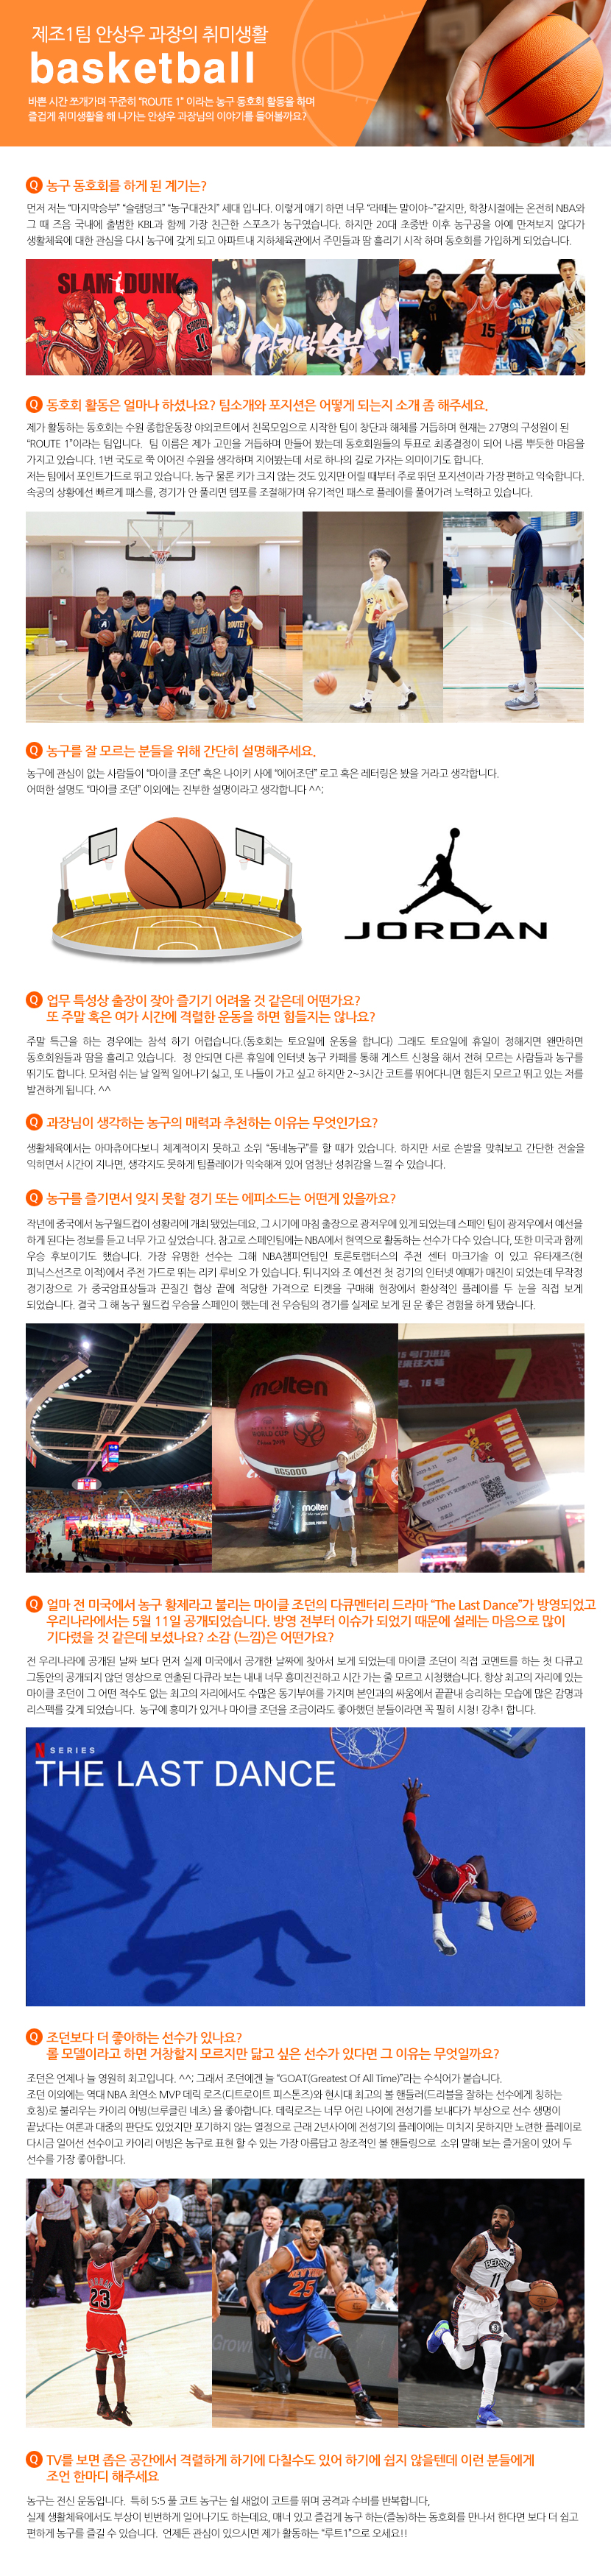 제조1팀 안상우 과장의 취미생활
basketball
바쁜 시간 쪼개가며 꾸준히 "ROUTE 1" 이라는 농구 동호회 활동을 하며
즐겁게 취미생활을 해 나가는 안상우 과장님의 이야기를 들어볼까요?
Q 농구 동호회를 하게 된 계기는?
먼저 저는 "마지막승부" "슬램덩크" "농구대잔치" 세대 입니다. 이렇게 얘기 하면 너무 "라떼는 말이야~"같지만, 학창시절에는 온전히 NBA와
그 때 즈음 국내에 출범한 KBL과 함께 가장 친근한 스포츠가 농구였습니다. 하지만 20대 초중반 이후 농구공을 아예 만져보지 않다가
생활체육에 대한 관심을 다시 농구에 갖게 되고 아파트내 지하체육관에서 주민들과 땀 흘리기 시작 하며 동호회를 가입하게 되었습니다.
SLAM DUNK
마지막 승부
Q 동호회 활동은 얼마나 하셨나요? 팀소개와 포지션은 어떻게 되는지 소개 좀 해주세요.
제가 활동하는 동호회는 수원 종합운동장 야외코트에서 친목모임으로 시작한 팀이 창단과 해체를 거듭하며 현재는 27명의 구성원이 된
"ROUTE 1"이라는 팀입니다. 팀 이름은 제가 고민을 거듭하며 만들어 봤는데 동호회원들의 투표로 최종결정이 되어 나름 뿌듯한 마음을
가지고 있습니다. 1번 국도로 쭉 이어진 수원을 생각하며 지어봤는데 서로 하나의 길로 가자는 의미이기도 합니다.
저는 팀에서 포인트가드로 뛰고 있습니다. 농구 물론 키가 크지 않는 것도 있지만 어릴 때부터 주로 뛰던 포지션이라 가장 편하고 익숙합니다.
속공의 상황에선 빠르게 패스를, 경기가 안 풀리면 템포를 조절해가며 유기적인 패스로 플레이를 풀어가려 노력하고 있습니다.
Q 농구를 잘 모르는 분들을 위해 간단히 설명해주세요.
농구에 관심이 없는 사람들이 "마이클 조던" 혹은 나이키 사에 "에어조던" 로고 혹은 레터링은 봤을 거라고 생각합니다.
어떠한 설명도 "마이클 조던" 이외에는 진부한 설명이라고 생각합니다 ^^;
JORDAN
Q 업무 특성상 출장이 잦아 즐기기 어려울 것 같은데 어떤가요?
또 주말 혹은 여가 시간에 격렬한 운동을 하면 힘들지는 않나요?
주말 특근을 하는 경우에는 참석 하기 어렵습니다.(동호회는 토요일에 운동을 합니다) 그래도 토요일에 휴일이 정해지면 왠만하면
동호회원들과 땀을 흘리고 있습니다. 정 안되면 다른 휴일에 인터넷 농구 카페를 통해 게스트 신청을 해서 전혀 모르는 사람들과 농구를
뛰기도 합니다. 모처럼 쉬는 날 일찍 일어나기 싫고, 또 나들이 가고 싶고 하지만 2~3시간 코트를 뛰어다니면 힘든지 모르고 뛰고 있는 저를
발견하게 됩니다. ^^
Q 과장님이 생각하는 농구의 매력과 추천하는 이유는 무엇인가요?
생활체육에서는 아마츄어다보니 체계적이지 못하고 소위 "동네농구"를 할 때가 있습니다. 하지만 서로 손발을 맞춰보고 간단한 전술을
익히면서 시간이 지나면, 생각지도 못하게 팀플레이가 익숙해져 있어 엄청난 성취감을 느낄 수 있습니다.
Q 농구를 즐기면서 잊지 못할 경기 또는 에피소드는 어떤게 있을까요?
작년에 중국에서 농구월드컵이 성황리에 개최 됐었는데요, 그 시기에 마침 출장으로 광저우에 있게 되었는데 스페인 팀이 광저우에서 예선을
하게 된다는 정보를 듣고 너무 가고 싶었습니다. 참고로 스페인팀에는 NBA에서 현역으로 활동하는 선수가 다수 있습니다, 또한 미국과 함께
우승 후보이기도 했습니다. 가장 유명한 선수는 그해 NBA챔피언팀인 토론토랩터스의 주전 센터 마크가솔 이 있고 유타재즈(현
피닉스선즈로 이적)에서 주전 가드로 뛰는 리키 루비오 가 있습니다. 튀니지와 조 예선전 첫 경기의 인터넷 예매가 매진이 되었는데 무작정
경기장으로 가 중국암표상들과 끈질긴 협상 끝에 적당한 가격으로 티켓을 구매해 현장에서 환상적인 플레이를 두 눈을 직접 보게
되었습니다. 결국 그 해 농구 월드컵 우승을 스페인이 했는데 전 우승팀의 경기를 실제로 보게 된 운 좋은 경험을 하게 됐습니다.
molten
WORLD CUP
BG5000
molten
7
Q 얼마 전 미국에서 농구 황제라고 불리는 마이클 조던의 다큐멘터리 드라마 "The Last Dance"가 방영되었고
우리나라에서는 5월 11일 공개되었습니다. 방영 전부터 이슈가 되었기 때문에 설레는 마음으로 많이
기다렸을 것 같은데 보셨나요? 소감 (느낌)은 어떤가요?
전 우리나라에 공개된 날짜 보다 먼저 실제 미국에서 공개한 날짜에 찾아서 보게 되었는데 마이클 조던이 직접 코멘트를 하는 첫 다큐고
그동안의 공개되지 않던 영상으로 연출된 다큐라 보는 내내 너무 흥미진진하고 시간 가는 줄 모르고 시청했습니다. 항상 최고의 자리에 있는
마이클 조던이 그 어떤 적수도 없는 최고의 자리에서도 수많은 동기부여를 가지며 본인과의 싸움에서 끝끝내 승리하는 모습에 많은 감명과
리스펙를 갖게 되었습니다. 농구에 흥미가 있거나 마이클 조던을 조금이라도 좋아했던 분들이라면 꼭 필히 시청! 강추! 합니다.
N SERIES
THE LAST DANCE
Q 조던보다 더 좋아하는 선수가 있나요?
롤 모델이라고 하면 거창할지 모르지만 닮고 싶은 선수가 있다면 그 이유는 무엇일까요?
조던은 언제나 늘 영원히 최고입니다. ^^; 그래서 조던에겐 늘 "GOAT(Greatest Of All Time)"라는 수식어가 붙습니다.
조던 이외에는 역대 NBA 최연소 MVP 데릭 로즈(디트로이트 피스톤즈)와 현시대 최고의 볼 핸들러(드리블을 잘하는 선수에게 칭하는
호칭)로 불리우는 카이리 어빙(브루클린 네츠) 을 좋아합니다. 데릭로즈는 너무 어린 나이에 전성기를 보내다가 부상으로 선수 생명이
끝났다는 여론과 대중의 판단도 있었지만 포기하지 않는 열정으로 근래 2년사이에 전성기의 플레이에는 미치지 못하지만 노련한 플레이로
다시금 일어선 선수이고 카이리 어빙은 농구로 표현 할 수 있는 가장 아름답고 창조적인 볼 핸들링으로 소위 말해 보는 즐거움이 있어 두
선수를 가장 좋아합니다.
23
NEW YORK
25
BED-STUY
11
Q TV를 보면 좁은 공간에서 격렬하게 하기에 다칠수도 있어 하기에 쉽지 않을텐데 이런 분들에게
조언 한마디 해주세요
농구는 전신 운동입니다. 특히 5:5 풀 코트 농구는 쉴 새없이 코트를 뛰며 공격과 수비를 반복합니다,
실제 생활체육에서도 부상이 빈번하게 일어나기도 하는데요, 매너 있고 즐겁게 농구 하는(즐농)하는 동호회를 만나서 한다면 보다 더 쉽고
편하게 농구를 즐길 수 있습니다. 언제든 관심이 있으시면 제가 활동하는 "루트1"으로 오세요!!